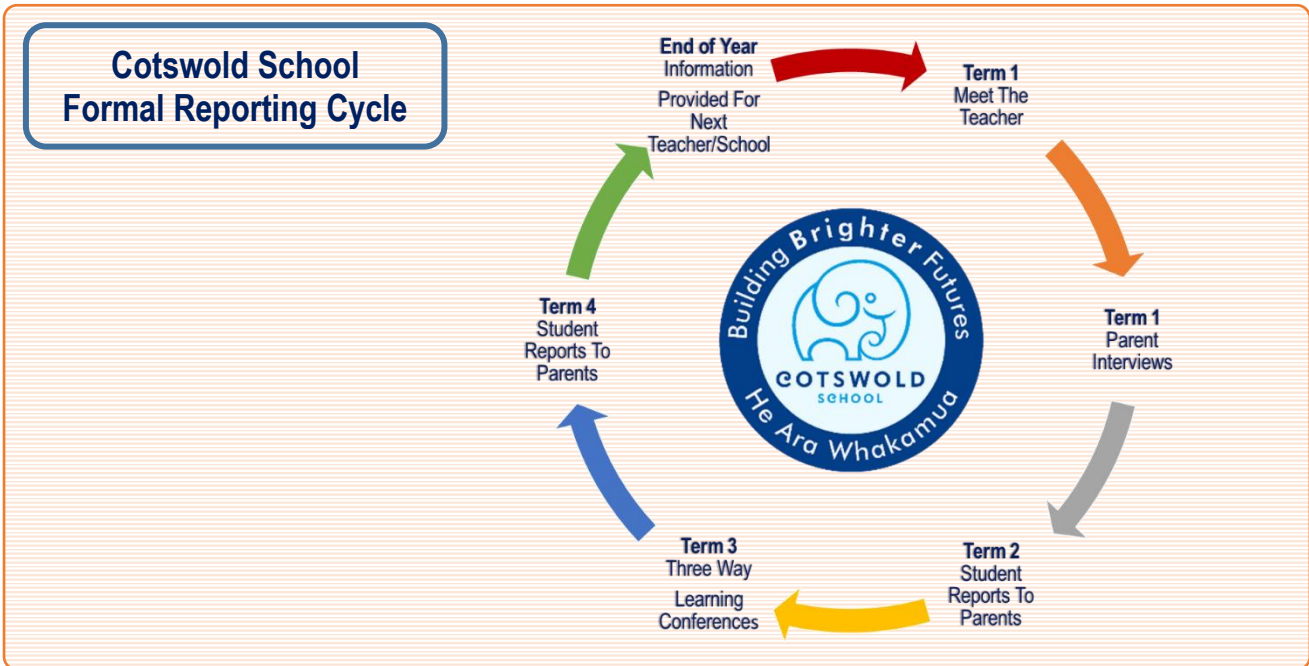 Cotswold School
Formal Reporting Cycle
End of Year
Information
Provided For
Next
Teacher/School
Term 1
Meet The
Teacher
Term 1
Parent
Interviews
Term 2
Student
Reports To
Parents
Term 3
Three Way
Learning
Conferences
Term 4
Student
Reports To
Parents
Building Brighter Futures
COTSWOLD
SCHOOL
He Ara Whakamua